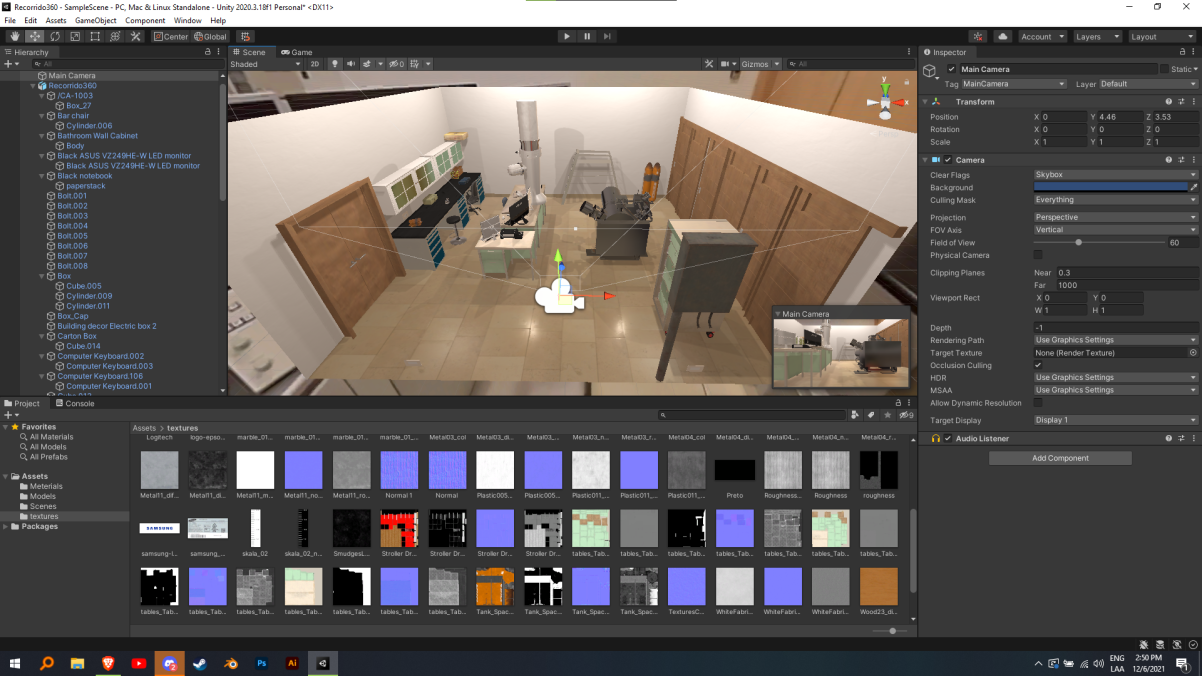 Recorrido360 - SampleScene - PC, Mac & Linux Standalone - Unity 2020.3.18f1 Personal* <DX11>
File Edit Assets GameObject Component Window Help
Center Global
Account Layers Layout
Hierarchy
All
Main Camera
Recorrido360
/CA-1003
Box_27
Bar chair
Cylinder.006
Bathroom Wall Cabinet
Body
Black ASUS VZ249HE-W LED monitor
Black ASUS VZ249HE-W LED monitor
Black notebook
paperstack
Bolt.001
Bolt.002
Bolt.003
Bolt.004
Bolt.005
Bolt.006
Bolt.007
Bolt.008
Box
Cube.005
Cylinder.009
Cylinder.011
Box_Cap
Building decor Electric box 2
Carton Box
Cube.014
Computer Keyboard.002
Computer Keyboard.003
Computer Keyboard.106
Computer Keyboard.001
Scene Game
Shaded 2D 0 Gizmos All
y
x
Main Camera
Inspector
Main Camera Static
Tag MainCamera Layer Default
Transform
Position X 0 Y 4.46 Z 3.53
Rotation X 0 Y 0 Z 0
Scale X 1 Y 1 Z 1
Camera
Clear Flags Skybox
Background
Culling Mask Everything
Projection Perspective
FOV Axis Vertical
Field of View 60
Physical Camera
Clipping Planes Near 0.3
Far 1000
Viewport Rect X 0 Y 0
W 1 H 1
Depth -1
Rendering Path Use Graphics Settings
Target Texture None (Render Texture)
Occlusion Culling
HDR Use Graphics Settings
MSAA Use Graphics Settings
Allow Dynamic Resolution
Target Display Display 1
Audio Listener
Add Component
Project Console
9
Favorites
All Materials
All Models
All Prefabs
Assets
Meterials
Models
Scenes
textures
Packages
Assets > textures
Logitech logo-epso... marble_01... marble_01... marble_01... marble_01_... Metal03_col Metal03_di... Metal03_m... Metal03_n... Metal03_r... Metal04_col Metal04_di... Metal04_... Metal04_n... Metal04_r...
Metal11_dif... Metal11_di... Metal11_m... Metal11_no... Metal11_ro... Normal 1 Normal Plastic005... Plastic005... Plastic011_... Plastic011_... Plastic011_... Preto Roughness... Roughness roughness
SAMSUNG
samsung-l... samsung_... skala_02 skala_02_n... SmudgesL... Stroller Dr... Stroller Dr... Stroller Dr... Stroller Dr... tables_Tab... tables_Tab... tables_Tab... tables_Tab... tables_Tab... tables_Tab... tables_Tab...
tables_Tab... tables_Tab... tables_Tab... tables_Tab... tables_Tab... tables_Tab... tables_Tab... Tank_Spac... Tank_Spac... Tank_Spac... Tank_Spac... TexturesC... WhiteFabri... WhiteFabri... WhiteFabri... Wood23_di...
2
Ps
Ai
ENG
LAA
2:50 PM
12/6/2021
1